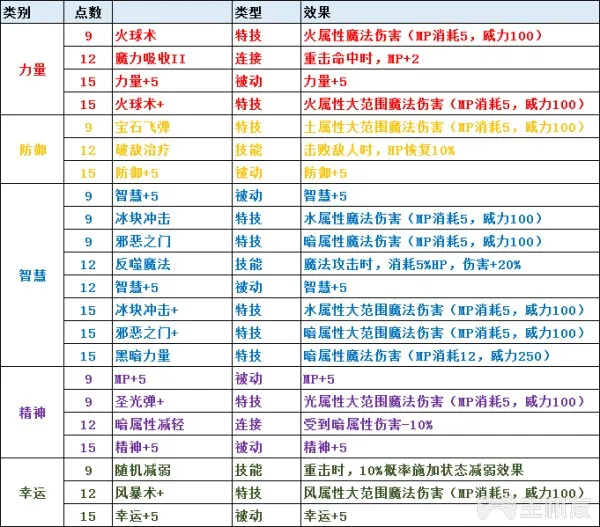 类别 点数 类型 效果
力量 9 火球术 特技 火属性魔法伤害（MP消耗5，威力100）
12 魔力吸收II 连接 重击命中时，MP+2
15 力量+5 被动 力量+5
15 火球术+ 特技 火属性大范围魔法伤害（MP消耗5，威力100）
防御 9 宝石飞弹 特技 土属性大范围魔法伤害（MP消耗5，威力100）
12 破敌治疗 技能 击败敌人时，HP恢复10%
15 防御+5 被动 防御+5
智慧 9 智慧+5 被动 智慧+5
9 冰块冲击 特技 水属性魔法伤害（MP消耗5，威力100）
9 邪恶之门 特技 暗属性魔法伤害（MP消耗5，威力100）
12 反噬魔法 技能 魔法攻击时，消耗5%HP，伤害+20%
12 智慧+5 被动 智慧+5
15 冰块冲击+ 特技 水属性大范围魔法伤害（MP消耗5，威力100）
15 邪恶之门+ 特技 暗属性大范围魔法伤害（MP消耗5，威力100）
15 黑暗力量 特技 暗属性魔法伤害（MP消耗12，威力250）
精神 9 MP+5 被动 MP+5
9 圣光弹+ 特技 光属性大范围魔法伤害（MP消耗5，威力100）
12 暗属性减轻 连接 受到暗属性伤害-10%
15 精神+5 被动 精神+5
幸运 9 随机减弱 技能 重击时，10%概率施加状态减弱效果
12 风暴术+ 特技 风属性大范围魔法伤害（MP消耗5，威力100）
15 幸运+5 被动 幸运+5